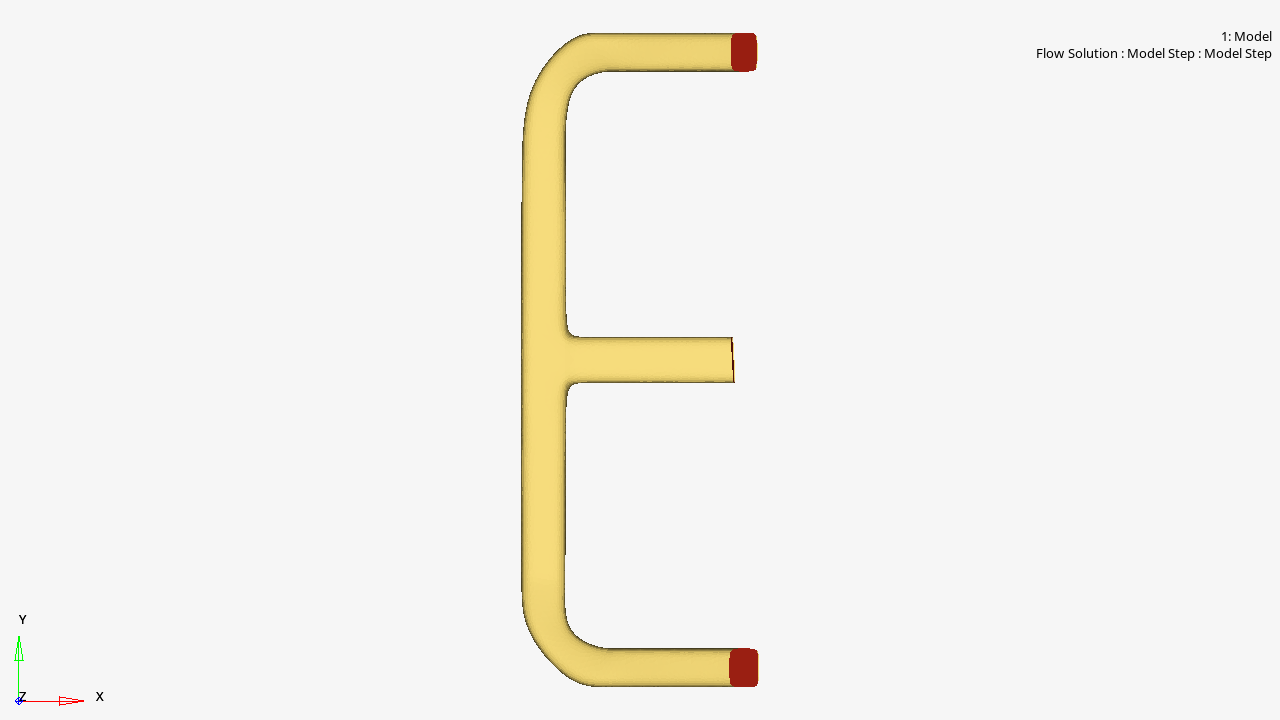 1: Model
Flow Solution : Model Step : Model Step
Y
Z
X